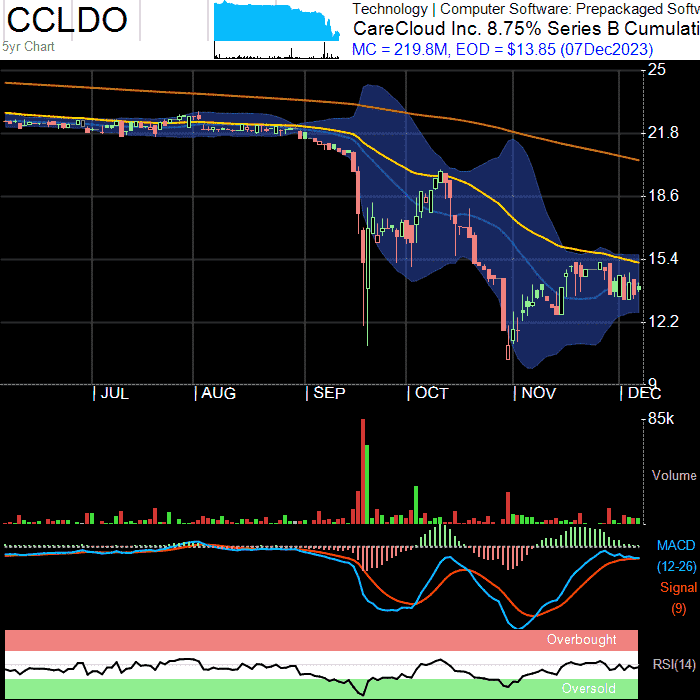 CCLDO
5yr Chart
Technology | Computer Software: Prepackaged Softw
CareCloud Inc. 8.75% Series B Cumulati
MC = 219.8M, EOD = $13.85 (07Dec2023)
25
21.8
18.6
15.4
12.2
9
JUL
AUG
SEP
OCT
NOV
DEC
85k
Volume
MACD
(12-26)
Signal
(9)
Overbought
RSI(14)
Oversold